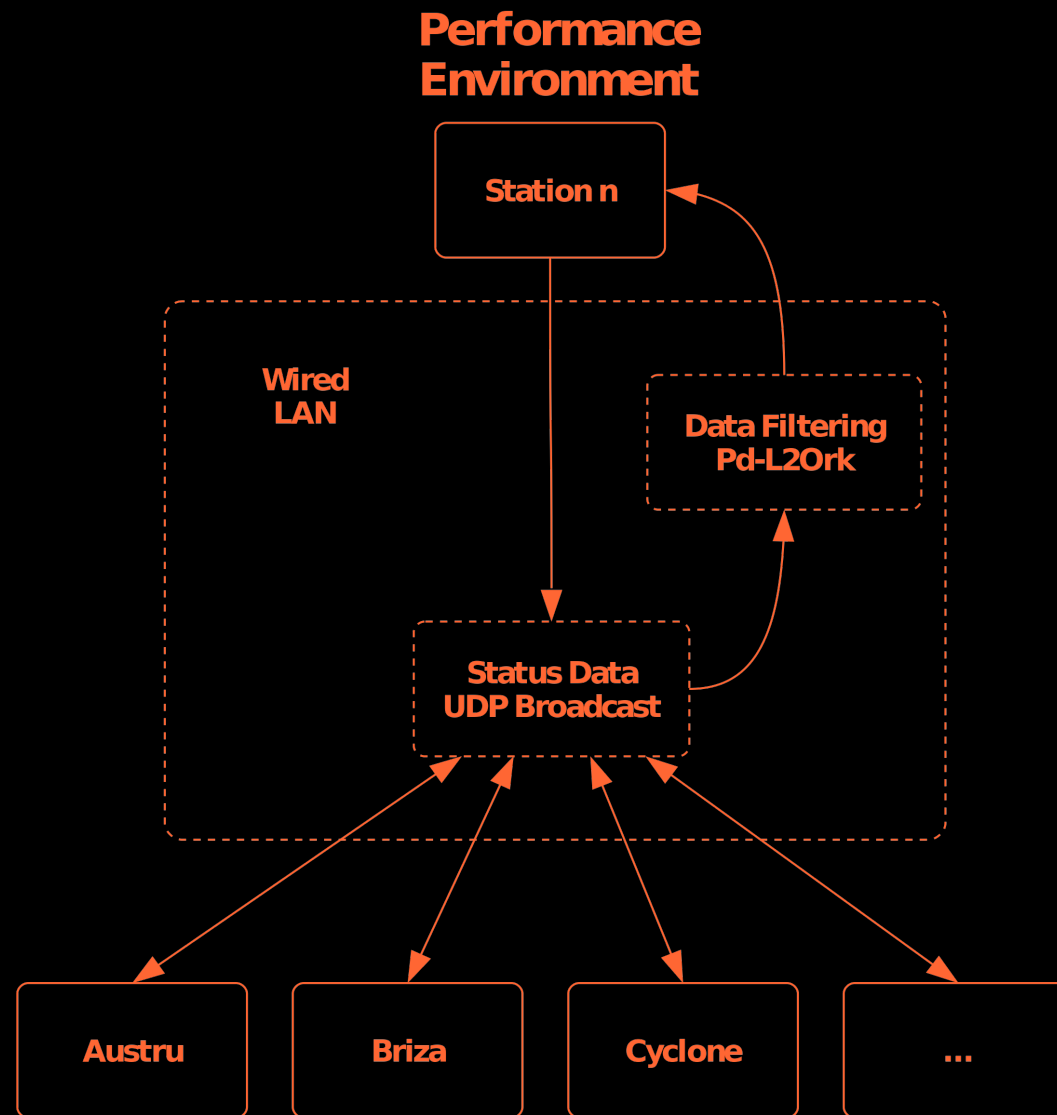 Performance
Environment
Station n
Wired
LAN
Data Filtering
Pd-L2Ork
Status Data
UDP Broadcast
Austru
Briza
Cyclone
...